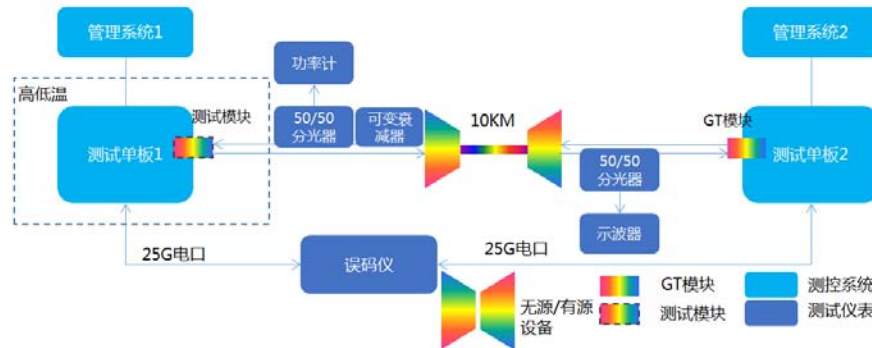 管理系统1
管理系统2
功率计
高低温
测试模块
50/50
分光器
可变衰
减器
10KM
GT模块
测试单板1
测试单板2
50/50
分光器
示波器
25G电口
误码仪
25G电口
无源/有源
设备
GT模块
测控系统
测试模块
测试仪表